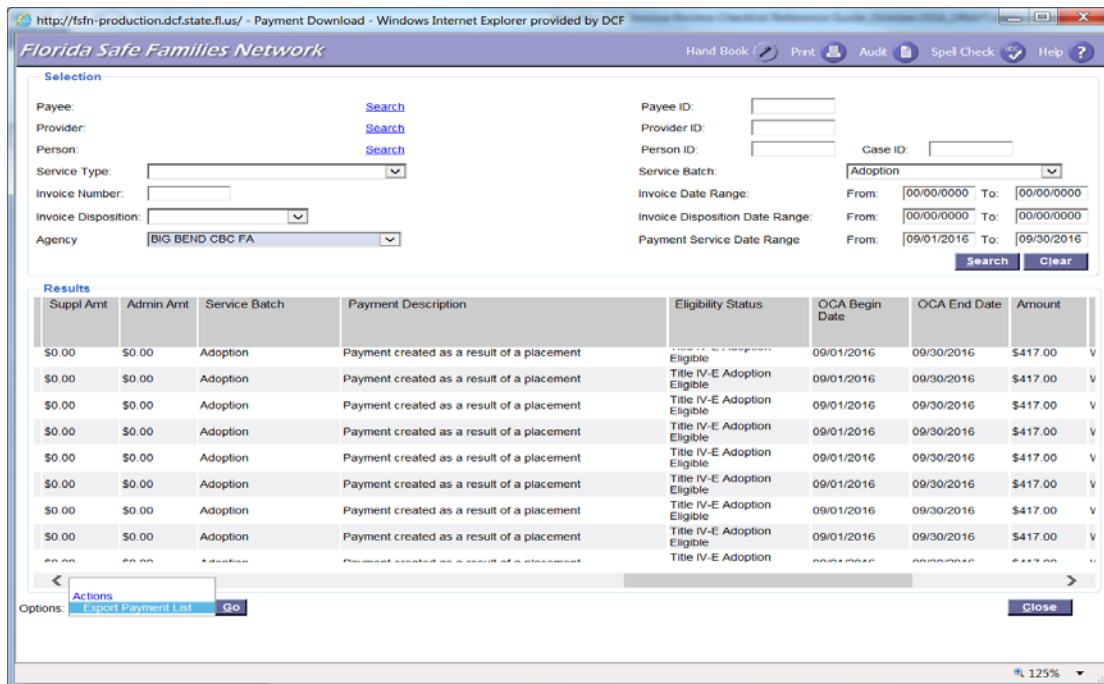 http://fsfn-production.dcf.state.fl.us/ - Payment Download - Windows Internet Explorer provided by DCF
Florida Safe Families Network Hand Book Print Audit Spell Check Help ?
Selection
Payee: Search Payee ID:
Provider: Search Provider ID:
Person: Search Person ID: Case ID:
Service Type: Service Batch: Adoption
Invoice Number: Invoice Date Range: From: 00/00/0000 To: 00/00/0000
Invoice Disposition: Invoice Disposition Date Range: From: 00/00/0000 To: 00/00/0000
Agency BIG BEND CBC FA Payment Service Date Range From: 09/01/2016 To: 09/30/2016
Search Clear
Results
Suppl Amt Admin Amt Service Batch Payment Description Eligibility Status OCA Begin Date OCA End Date Amount
$0.00 $0.00 Adoption Payment created as a result of a placement Title IV-E Adoption Eligible 09/01/2016 09/30/2016 $417.00
$0.00 $0.00 Adoption Payment created as a result of a placement Title IV-E Adoption Eligible 09/01/2016 09/30/2016 $417.00
$0.00 $0.00 Adoption Payment created as a result of a placement Title IV-E Adoption Eligible 09/01/2016 09/30/2016 $417.00
$0.00 $0.00 Adoption Payment created as a result of a placement Title IV-E Adoption Eligible 09/01/2016 09/30/2016 $417.00
$0.00 $0.00 Adoption Payment created as a result of a placement Title IV-E Adoption Eligible 09/01/2016 09/30/2016 $417.00
$0.00 $0.00 Adoption Payment created as a result of a placement Title IV-E Adoption Eligible 09/01/2016 09/30/2016 $417.00
$0.00 $0.00 Adoption Payment created as a result of a placement Title IV-E Adoption Eligible 09/01/2016 09/30/2016 $417.00
$0.00 $0.00 Adoption Payment created as a result of a placement Title IV-E Adoption Eligible 09/01/2016 09/30/2016 $417.00
Title IV-E Adoption
Actions
Options: Export Payment List Go Close
125%